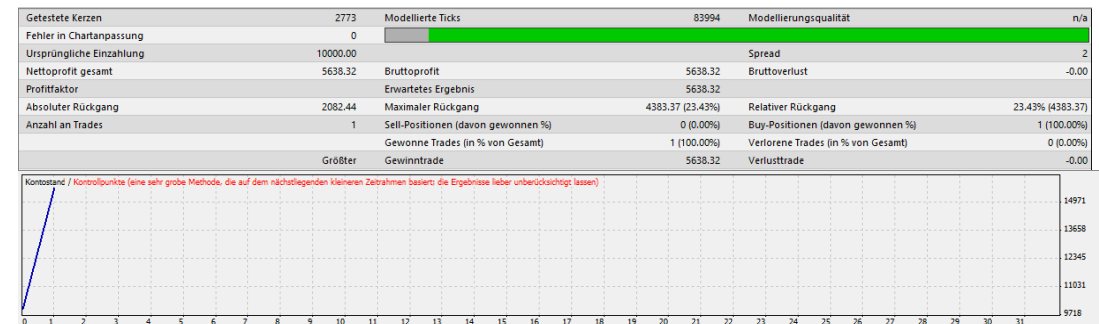 Getestete Kerzen 2773 Modellierte Ticks 83994 Modellierungsqualität n/a
Fehler in Chartanpassung 0
Ursprüngliche Einzahlung 10000.00 Spread 2
Nettoprofit gesamt 5638.32 Bruttoprofit 5638.32 Bruttoverlust -0.00
Profitfaktor Erwartetes Ergebnis 5638.32
Absoluter Rückgang 2082.44 Maximaler Rückgang 4383.37 (23.43%) Relativer Rückgang 23.43% (4383.37)
Anzahl an Trades 1 Sell-Positionen (davon gewonnen %) 0 (0.00%) Buy-Positionen (davon gewonnen %) 1 (100.00%)
Gewonne Trades (in % von Gesamt) 1 (100.00%) Verlorene Trades (in % von Gesamt) 0 (0.00%)
Größter Gewinntrade 5638.32 Verlusttrade -0.00
Kontostand / Kontrollpunkte (eine sehr grobe Methode, die auf dem nächstliegenden kleineren Zeitrahmen basiert; die Ergebnisse lieber unberücksichtigt lassen)
14971
13658
12345
11031
9718
0 1 2 3 4 5 6 7 8 9 10 11 12 13 14 15 16 17 18 19 20 21 22 23 24 25 26 27 28 29 30 31